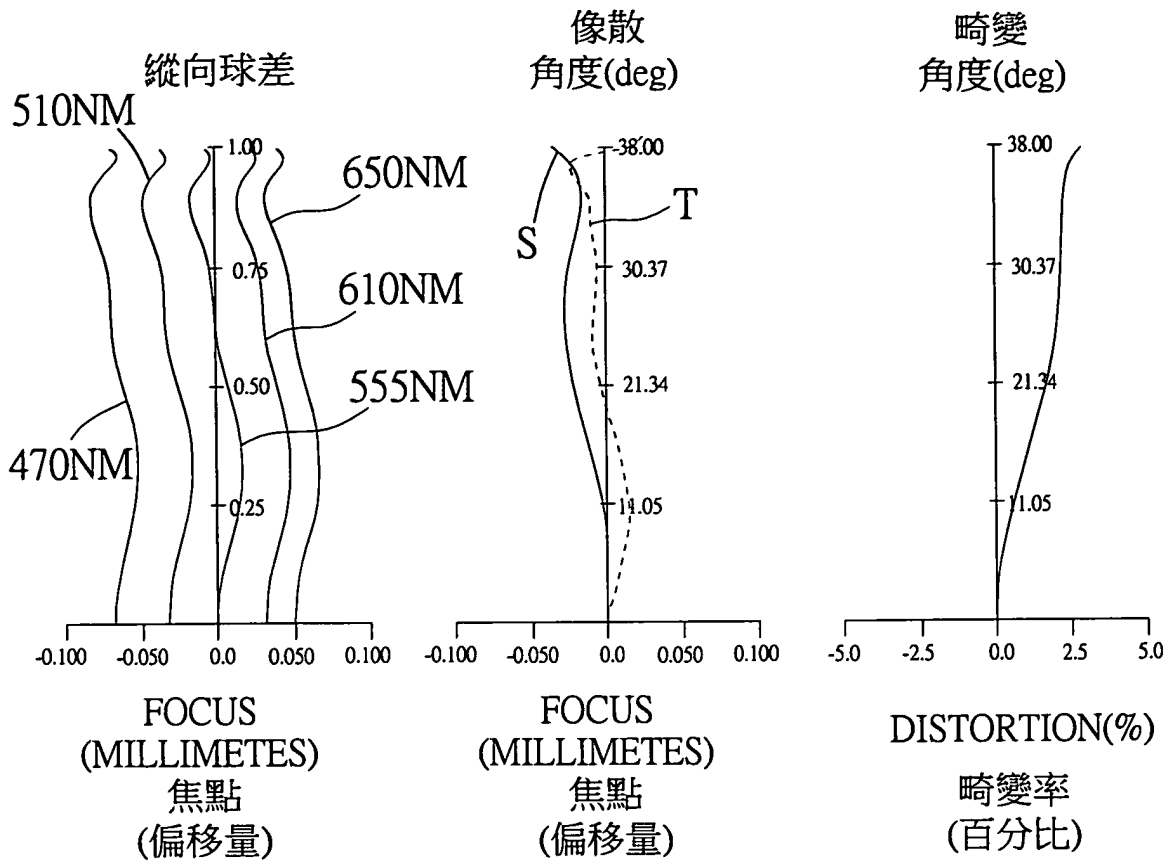 縱向球差
510NM
1.00
650NM
0.75
610NM
0.50
555NM
470NM
0.25
-0.100
-0.050
0.0
0.050
0.100
FOCUS
(MILLIMETES)
焦點
(偏移量)
像散
角度(deg)
38.00
T
S
30.37
21.34
11.05
-0.100
-0.050
0.0
0.050
0.100
FOCUS
(MILLIMETES)
焦點
(偏移量)
畸變
角度(deg)
38.00
30.37
21.34
11.05
-5.0
-2.5
0.0
2.5
5.0
DISTORTION(%)
畸變率
(百分比)